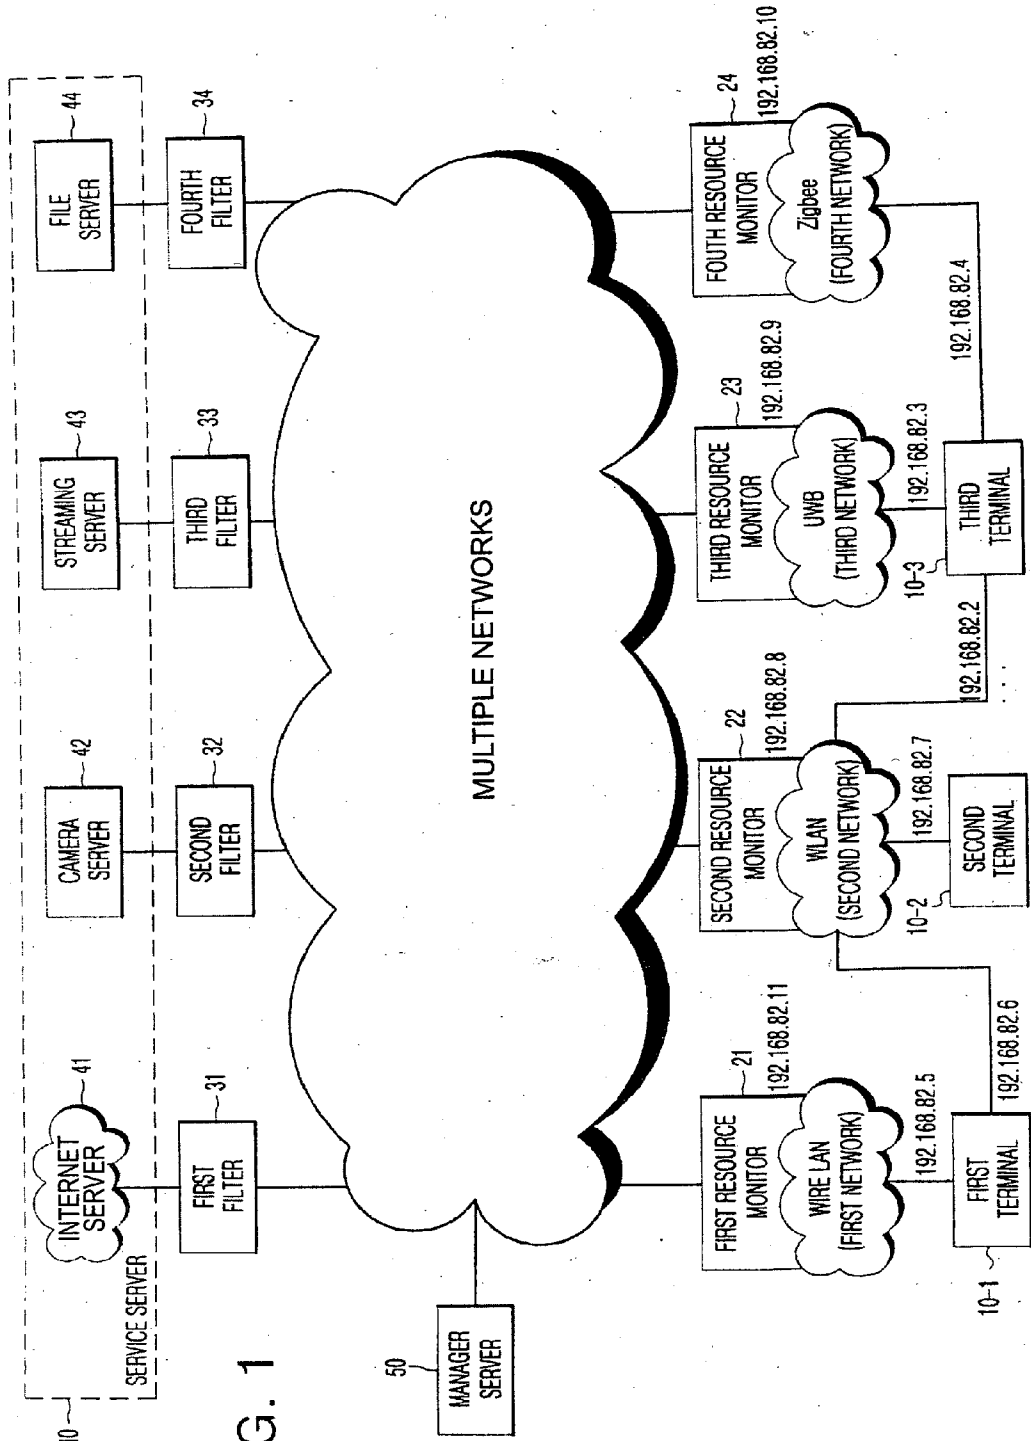 G. 1
SERVICE SERVER
INTERNET
SERVER
41
CAMERA
SERVER
42
STREAMING
SERVER
43
FILE
SERVER
44
FIRST
FILTER
31
SECOND
FILTER
32
THIRD
FILTER
33
FOURTH
FILTER
34
50
MANAGER
SERVER
MULTIPLE NETWORKS
FIRST RESOURCE
MONITOR
21
192.168.82.11
WIRE LAN
(FIRST NETWORK)
SECOND RESOURCE
MONITOR
22
192.168.82.8
WLAN
(SECOND NETWORK)
THIRD RESOURCE
MONITOR
23
192.168.82.9
UWB
(THIRD NETWORK)
FOUTH RESOURCE
MONITOR
24
192.168.82.10
Zigbee
(FOURTH NETWORK)
192.168.82.5
192.168.82.6
192.168.82.7
192.168.82.2
192.168.82.3
192.168.82.4
10-1
FIRST
TERMINAL
10-2
SECOND
TERMINAL
...
10-3
THIRD
TERMINAL